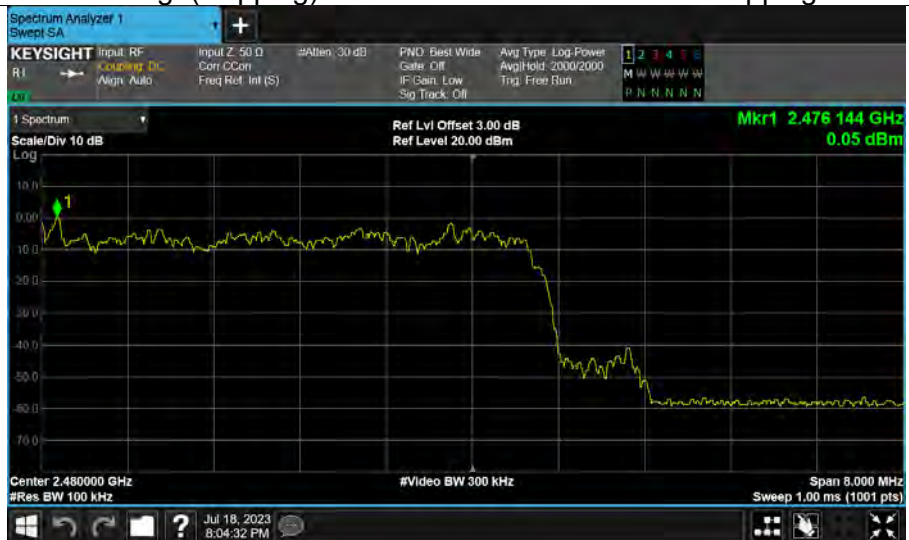 Spectrum Analyzer 1
Swept SA
+
KEYSIGHT
Input: RF
Coupling: DC
Align: Auto
Input Z: 50 Ω
Corr CCorr
Freq Ref: Int (S)
#Atten: 30 dB
PNO: Best Wide
Gate: Off
IF Gain: Low
Sig Track: Off
Avg Type: Log-Power
Avg|Hold: 2000/2000
Trig: Free Run
1 2 3 4 5 6
M W W W W W
P N N N N N
1 Spectrum
Scale/Div 10 dB
Log
Ref Lvl Offset 3.00 dB
Ref Level 20.00 dBm
Mkr1 2.476 144 GHz
0.05 dBm
10.0
1
0.00
-10.0
-20.0
-30.0
-40.0
-50.0
-60.0
-70.0
Center 2.480000 GHz
#Res BW 100 kHz
#Video BW 300 kHz
Span 8.000 MHz
Sweep 1.00 ms (1001 pts)
?
Jul 18, 2023
8:04:32 PM